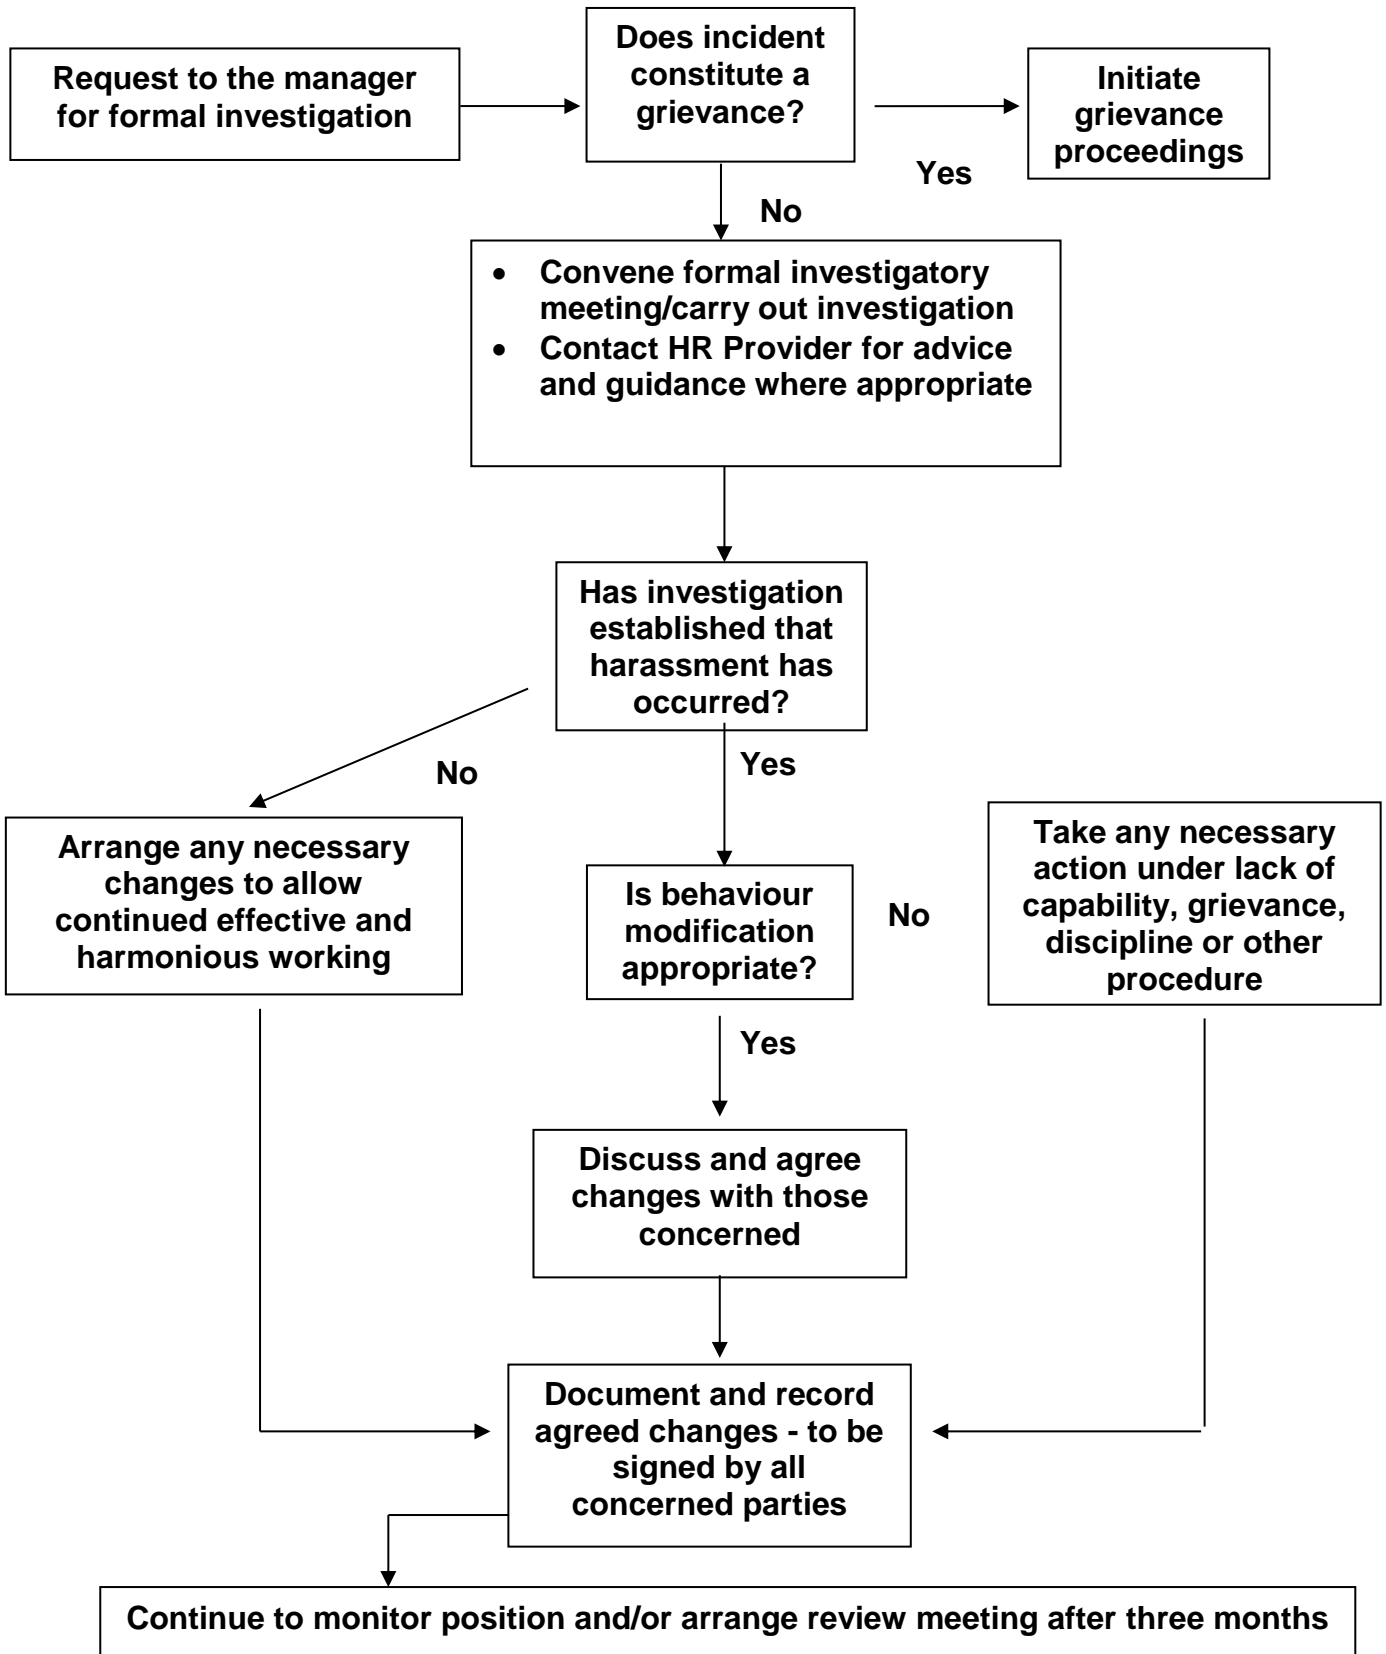 Request to the manager
for formal investigation
Does incident
constitute a
grievance?
Initiate
grievance
proceedings
Yes
No
• Convene formal investigatory
meeting/carry out investigation
• Contact HR Provider for advice
and guidance where appropriate
Has investigation
established that
harassment has
occurred?
No
Yes
Arrange any necessary
changes to allow
continued effective and
harmonious working
Is behaviour
modification
appropriate?
No
Take any necessary
action under lack of
capability, grievance,
discipline or other
procedure
Yes
Discuss and agree
changes with those
concerned
Document and record
agreed changes - to be
signed by all
concerned parties
Continue to monitor position and/or arrange review meeting after three months